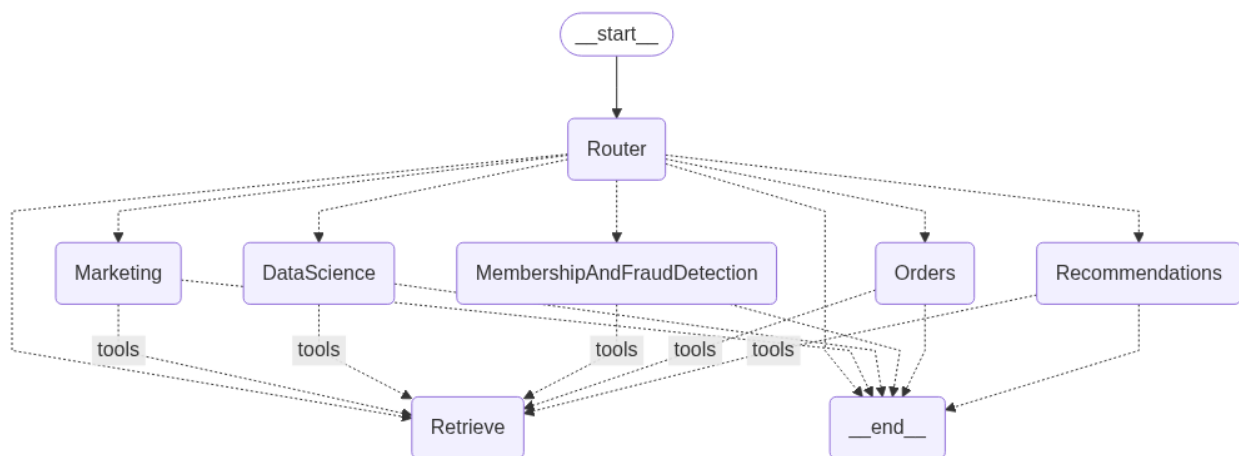 __start__
Router
Marketing
DataScience
MembershipAndFraudDetection
Orders
Recommendations
tools
tools
tools
tools
tools
Retrieve
__end__